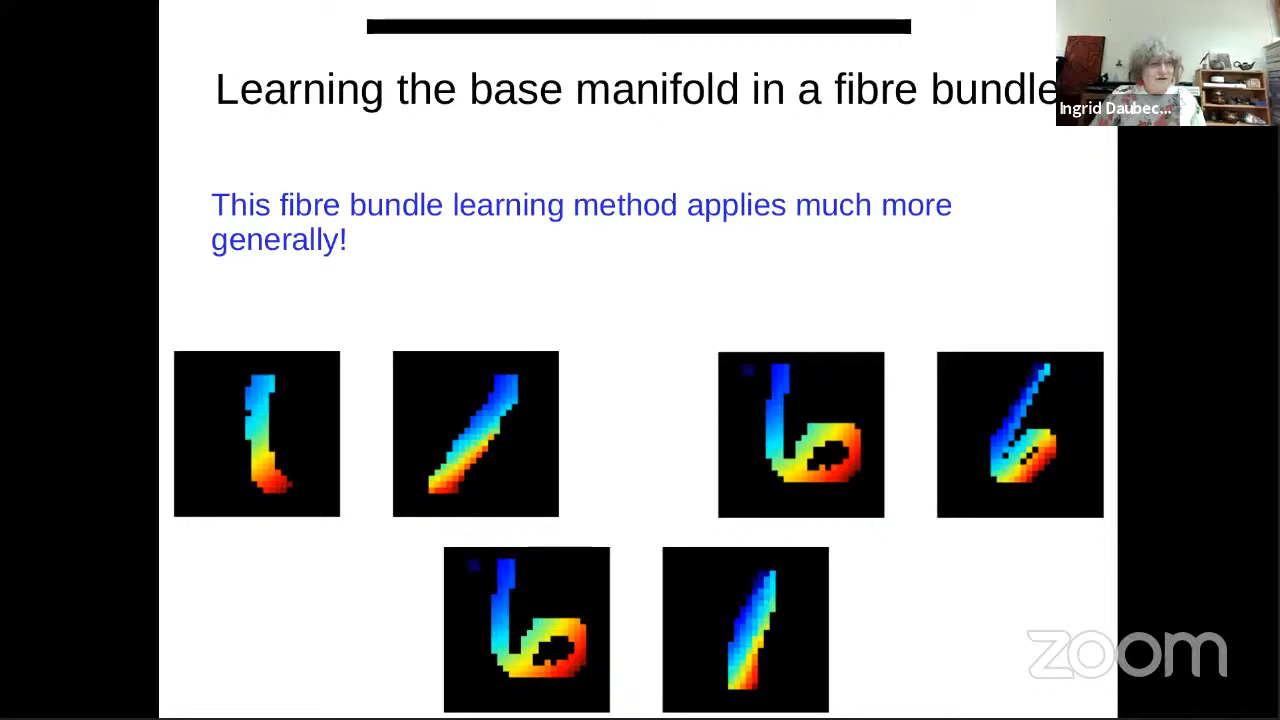 Learning the base manifold in a fibre bundle
Ingrid Daubec...
This fibre bundle learning method applies much more
generally!
zoom